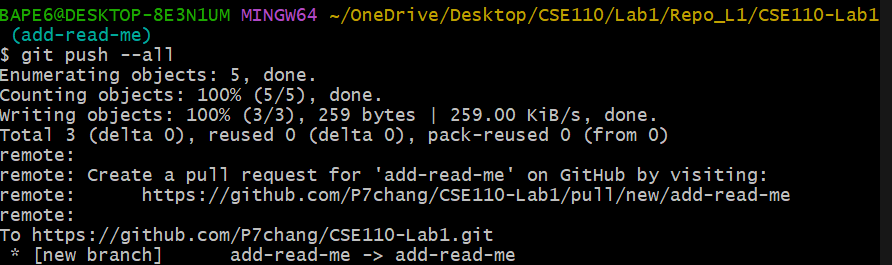 BAPE6@DESKTOP-8E3N1UM MINGW64 ~/OneDrive/Desktop/CSE110/Lab1/Repo_L1/CSE110-Lab1
(add-read-me)
$ git push --all
Enumerating objects: 5, done.
Counting objects: 100% (5/5), done.
Writing objects: 100% (3/3), 259 bytes | 259.00 KiB/s, done.
Total 3 (delta 0), reused 0 (delta 0), pack-reused 0 (from 0)
remote:
remote: Create a pull request for 'add-read-me' on GitHub by visiting:
remote:      https://github.com/P7chang/CSE110-Lab1/pull/new/add-read-me
remote:
To https://github.com/P7chang/CSE110-Lab1.git
 * [new branch]      add-read-me -> add-read-me